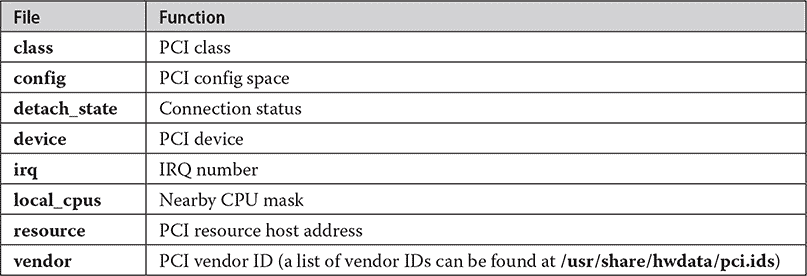 File Function
class PCI class
config PCI config space
detach_state Connection status
device PCI device
irq IRQ number
local_cpus Nearby CPU mask
resource PCI resource host address
vendor PCI vendor ID (a list of vendor IDs can be found at /usr/share/hwdata/pci.ids)